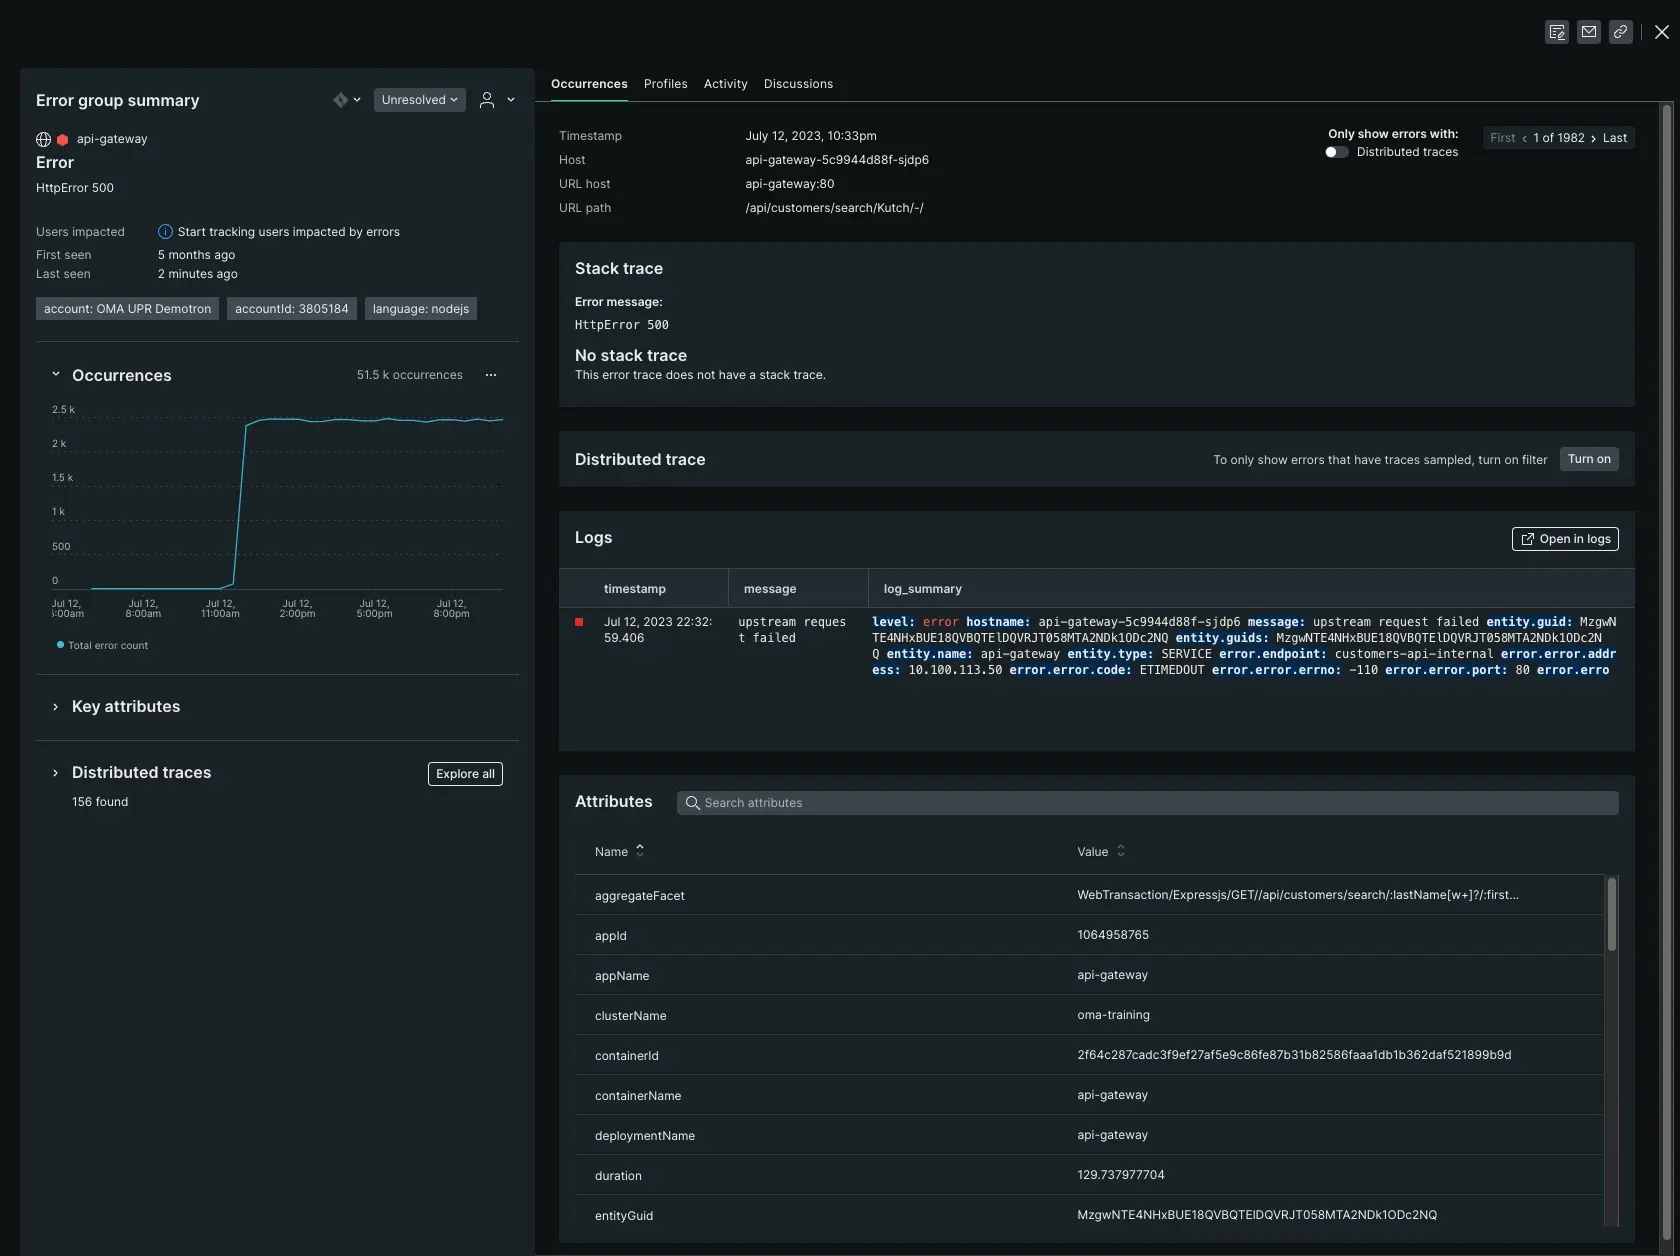 Error group summary
Unresolved
api-gateway
Error
HttpError 500
Users impacted Start tracking users impacted by errors
First seen 5 months ago
Last seen 2 minutes ago
account: OMA UPR Demotron accountId: 3805184 language: nodejs
Occurrences 51.5 k occurrences ...
2.5 k
2 k
1.5 k
1 k
500
0
Jul 12, Jul 12, Jul 12, Jul 12, Jul 12, Jul 12,
5:00am 8:00am 11:00am 2:00pm 5:00pm 8:00pm
Total error count
Key attributes
Distributed traces Explore all
156 found
Occurrences Profiles Activity Discussions
Timestamp July 12, 2023, 10:33pm
Host api-gateway-5c9944d88f-sjdp6
URL host api-gateway:80
URL path /api/customers/search/Kutch/-/
Only show errors with:
Distributed traces
First ‹ 1 of 1982 › Last
Stack trace
Error message:
HttpError 500
No stack trace
This error trace does not have a stack trace.
Distributed trace To only show errors that have traces sampled, turn on filter Turn on
Logs Open in logs
timestamp message log_summary
Jul 12, 2023 22:32:
59.406
upstream reques
t failed
level: error hostname: api-gateway-5c9944d88f-sjdp6 message: upstream request failed entity.guid: MzgwN
TE4NHxBUE18QVBQTElDQVRJT058MTA2NDk1ODc2NQ entity.guids: MzgwNTE4NHxBUE18QVBQTElDQVRJT058MTA2NDk1ODc2N
Q entity.name: api-gateway entity.type: SERVICE error.endpoint: customers-api-internal error.error.addr
ess: 10.100.113.50 error.error.code: ETIMEDOUT error.error.errno: -110 error.error.port: 80 error.erro
Attributes Search attributes
Name Value
aggregateFacet WebTransaction/Expressjs/GET//api/customers/search/:lastName[w+]?/:first...
appId 1064958765
appName api-gateway
clusterName oma-training
containerId 2f64c287cadc3f9ef27af5e9c86fe87b31b82586faaa1db1b362daf521899b9d
containerName api-gateway
deploymentName api-gateway
duration 129.737977704
entityGuid MzgwNTE4NHxBUE18QVBQTElDQVRJT058MTA2NDk1ODc2NQ